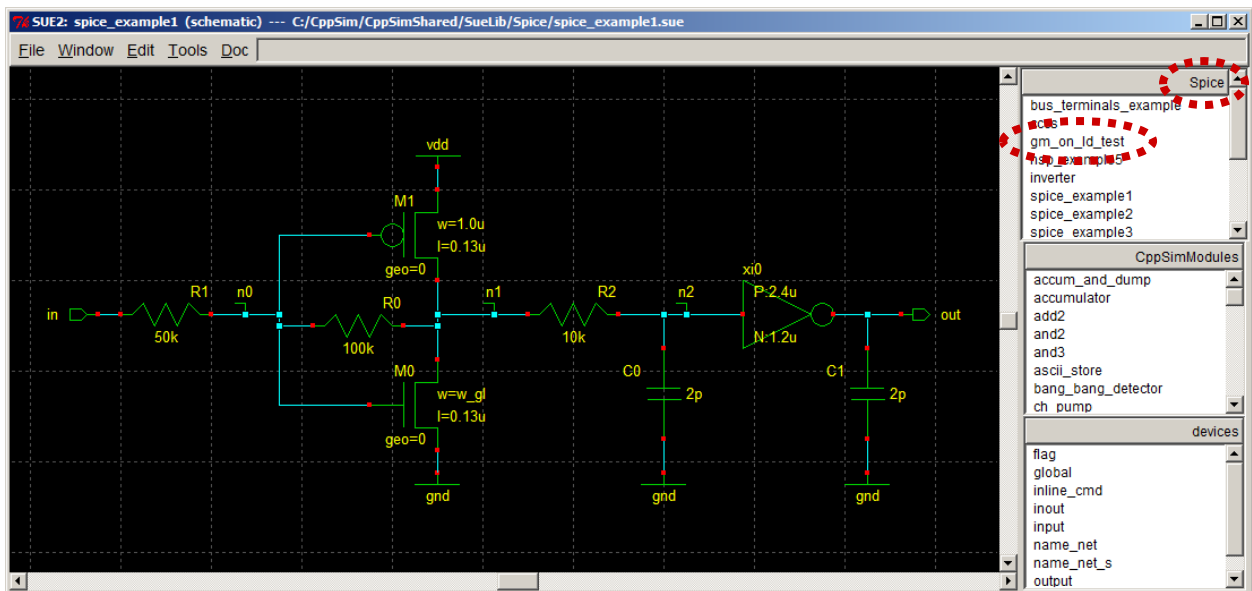 SUE2: spice_example1 (schematic) --- C:/CppSim/CppSimShared/SueLib/Spice/spice_example1.sue
File Window Edit Tools Doc
vdd
M1
w=1.0u
l=0.13u
geo=0
R1
n0
R0
n1
R2
n2
xi0
P:2.4u
in
50k
100k
10k
N:1.2u
out
M0
w=w_gl
l=0.13u
geo=0
C0
2p
C1
2p
gnd
gnd
gnd
Spice
bus_terminals_example
gm_on_Id_test
hsp_example5
inverter
spice_example1
spice_example2
spice_example3
CppSimModules
accum_and_dump
accumulator
add2
and2
and3
ascii_store
bang_bang_detector
ch_pump
devices
flag
global
inline_cmd
inout
input
name_net
name_net_s
output